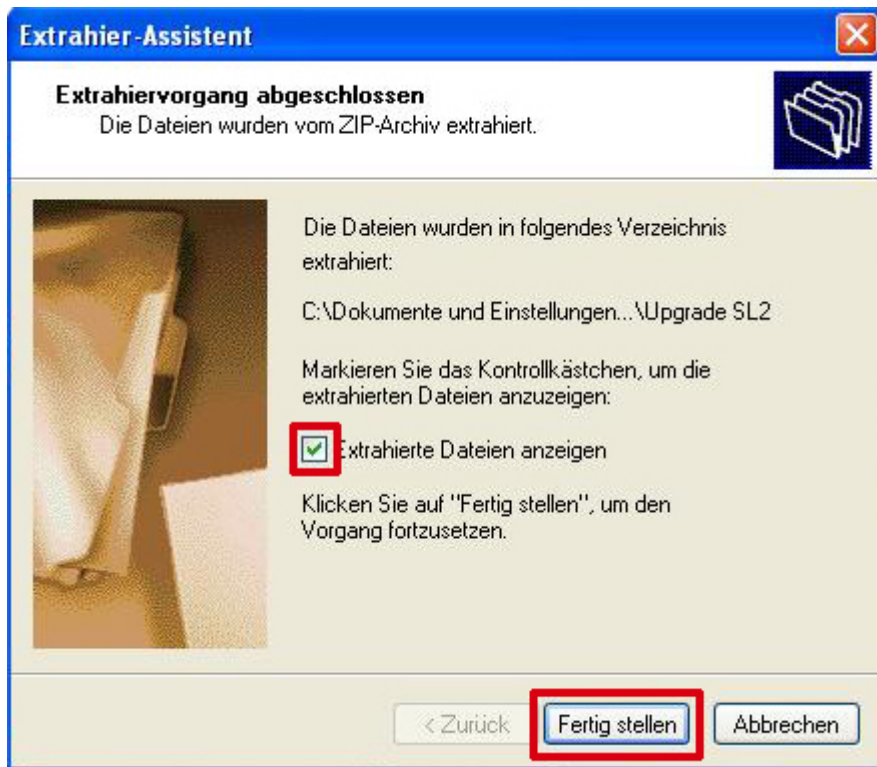 Extrahier-Assistent
Extrahiervorgang abgeschlossen
Die Dateien wurden vom ZIP-Archiv extrahiert.
Die Dateien wurden in folgendes Verzeichnis
extrahiert:
C:\Dokumente und Einstellungen...\Upgrade SL2
Markieren Sie das Kontrollkästchen, um die
extrahierten Dateien anzuzeigen:
Extrahierte Dateien anzeigen
Klicken Sie auf "Fertig stellen", um den
Vorgang fortzusetzen.
< Zurück Fertig stellen Abbrechen